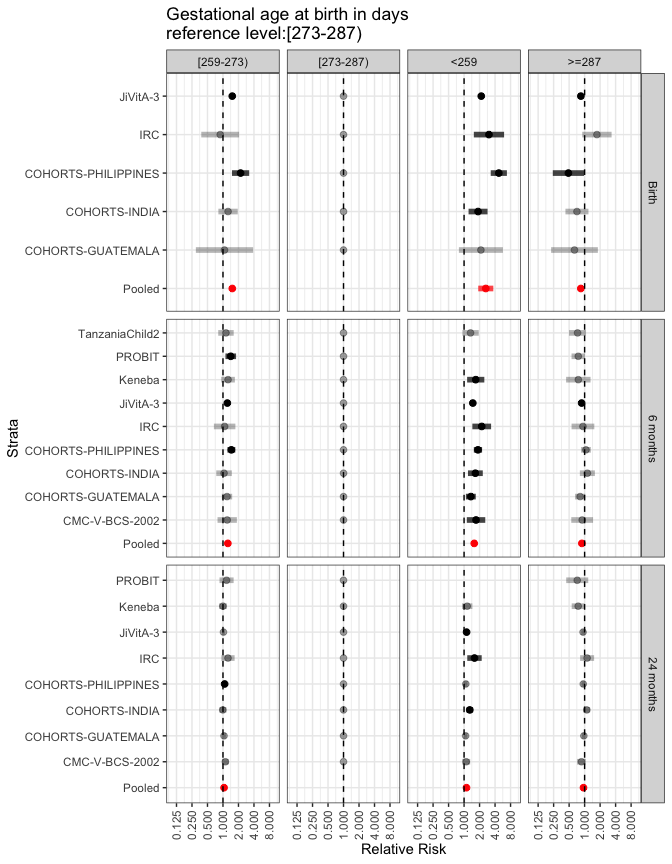 Gestational age at birth in days
reference level:[273-287)
[259-273)
[273-287)
<259
>=287
JiVitA-3
IRC
COHORTS-PHILIPPINES
COHORTS-INDIA
COHORTS-GUATEMALA
Pooled
Birth
TanzaniaChild2
PROBIT
Keneba
JiVitA-3
IRC
COHORTS-PHILIPPINES
COHORTS-INDIA
COHORTS-GUATEMALA
CMC-V-BCS-2002
Pooled
6 months
PROBIT
Keneba
JiVitA-3
IRC
COHORTS-PHILIPPINES
COHORTS-INDIA
COHORTS-GUATEMALA
CMC-V-BCS-2002
Pooled
24 months
Strata
0.125 0.250 0.500 1.000 2.000 4.000 8.000
0.125 0.250 0.500 1.000 2.000 4.000 8.000
0.125 0.250 0.500 1.000 2.000 4.000 8.000
0.125 0.250 0.500 1.000 2.000 4.000 8.000
Relative Risk